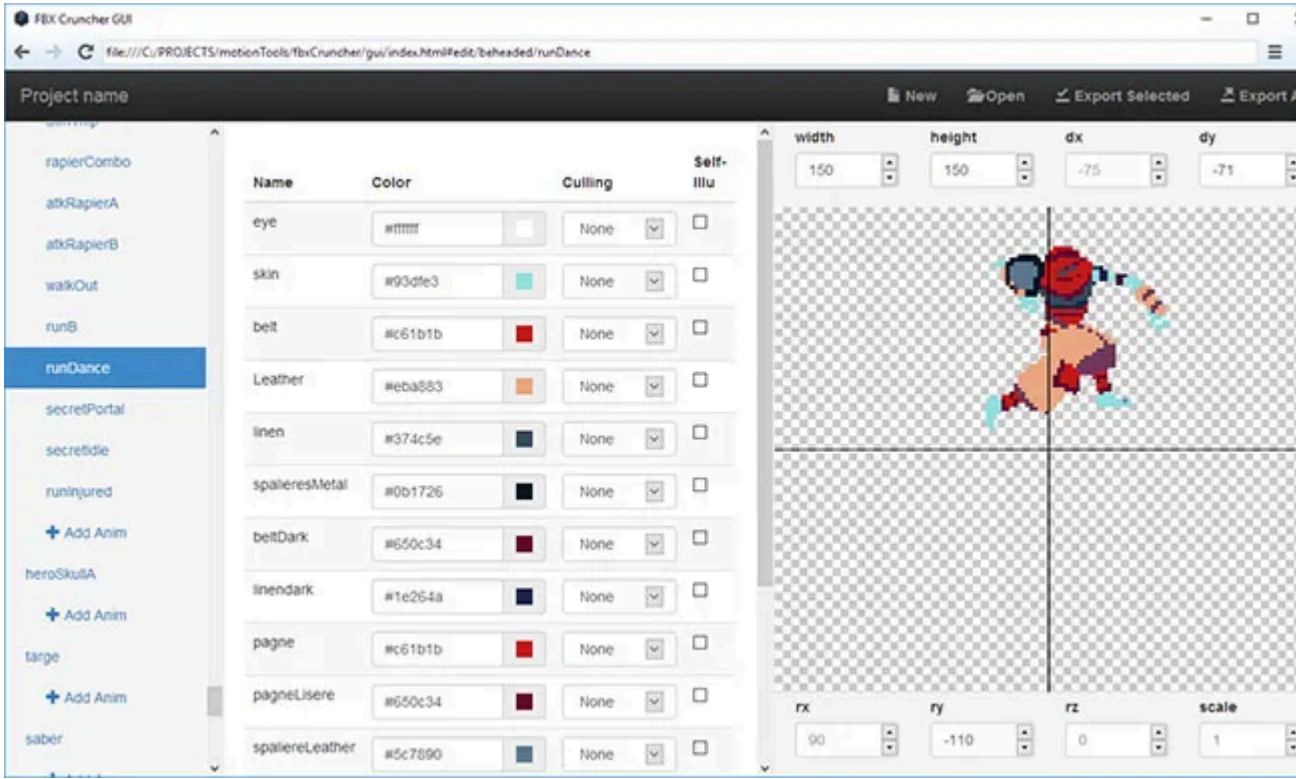 FBX Cruncher GUI
file:///C:/PROJECTS/motionTools/fbxCruncher/gui/index.html#edit/beheaded/runDance
Project name
New
Open
Export Selected
Export A
rapierCombo
atkRapierA
atkRapierB
walkOut
runB
runDance
secretPortal
secretIdle
runInjured
Add Anim
heroSkullA
Add Anim
targe
Add Anim
saber
Name Color Culling Self-Illu
eye #ffffff None
skin #93dfe3 None
belt #c61b1b None
Leather #eba883 None
linen #374c5e None
spalieresMetal #0b1726 None
beltDark #650c34 None
linendark #1e264a None
pagne #c61b1b None
pagneLisere #650c34 None
spaliereLeather #5c7890 None
width height dx dy
150 150 -75 -71
rx ry rz scale
90 -110 0 1